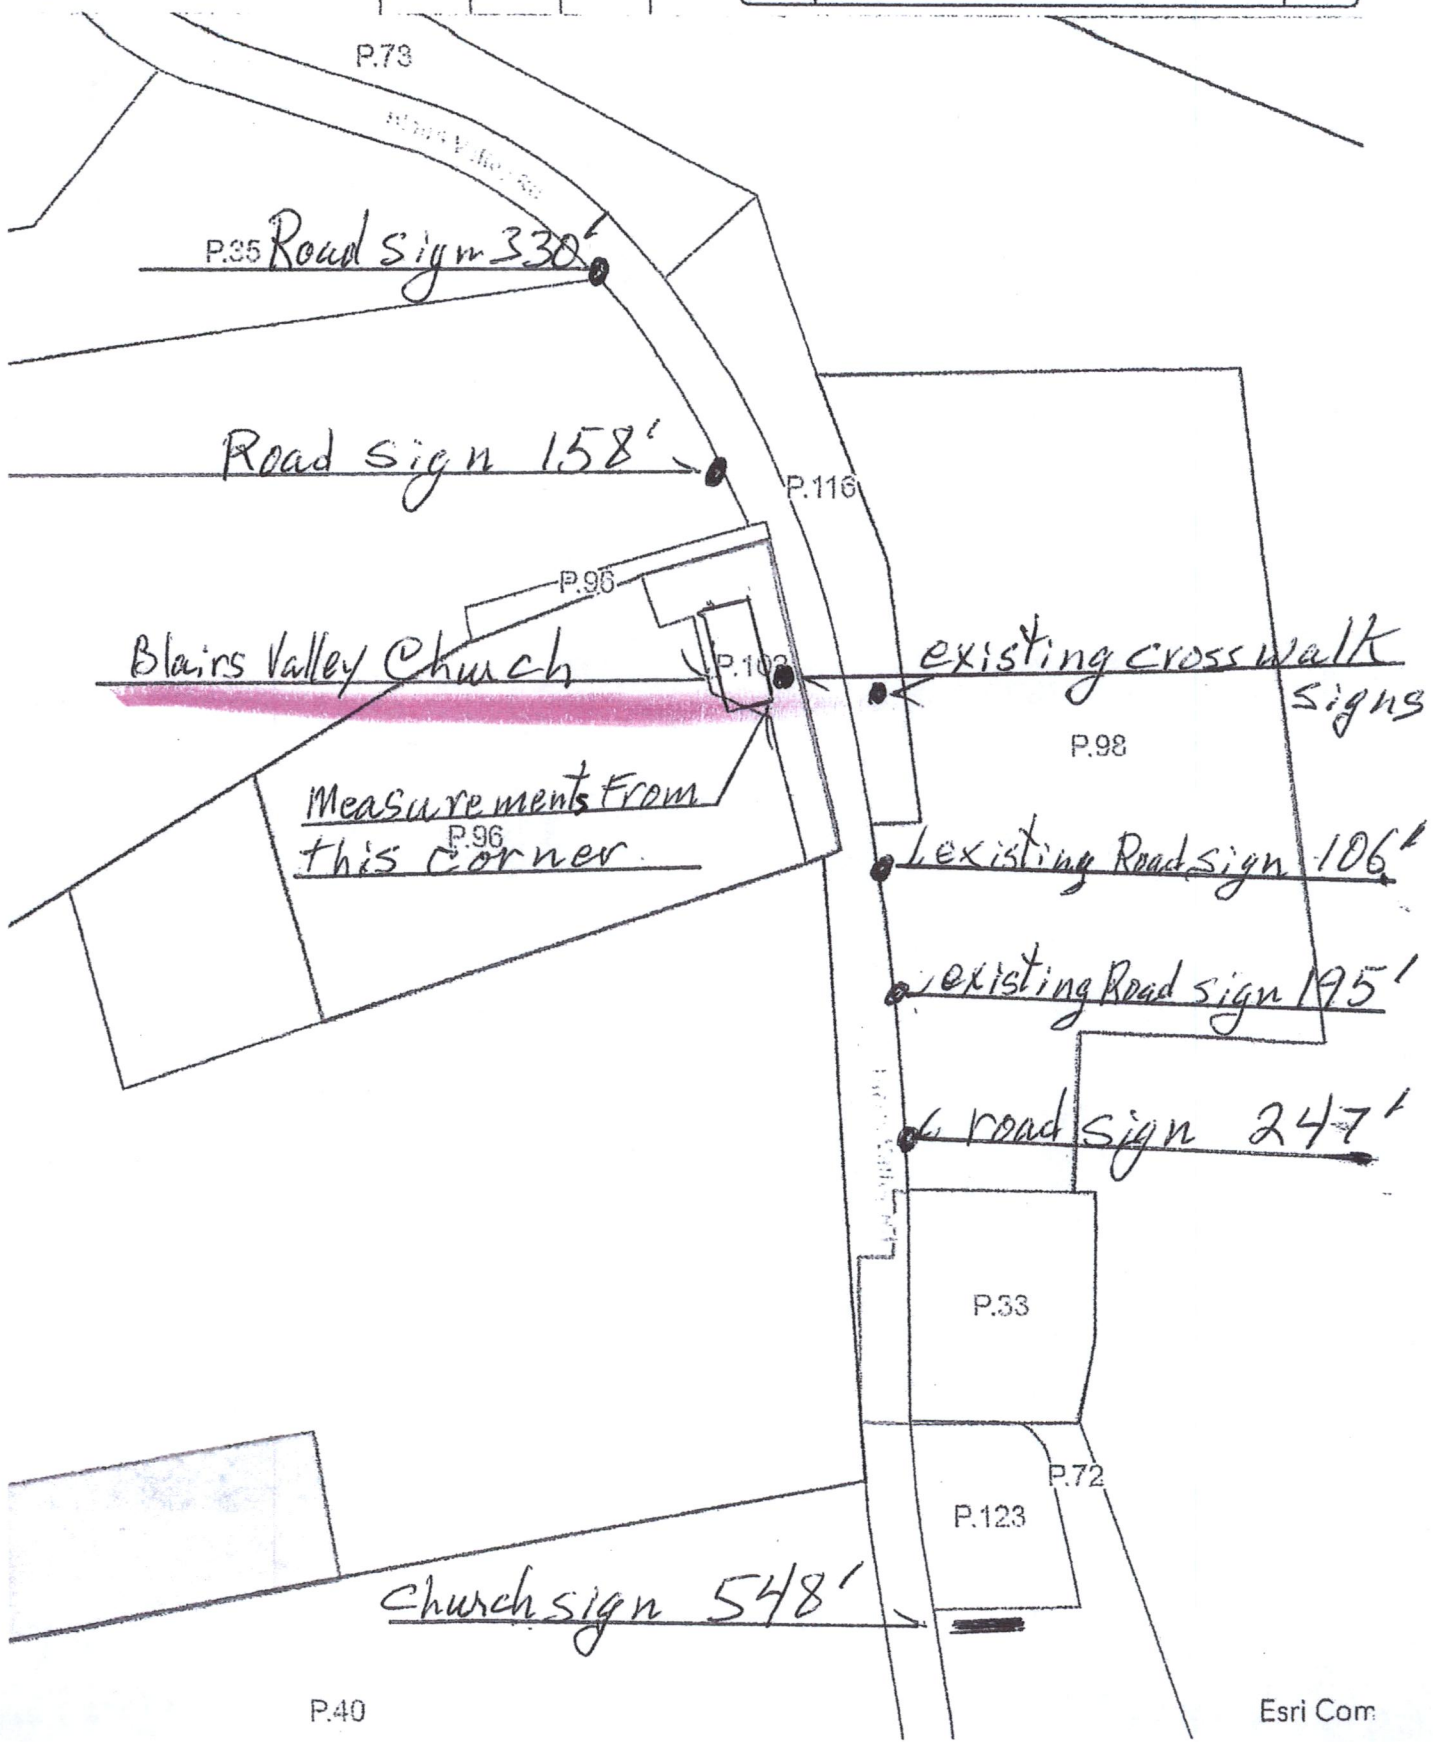 P.73
P.35 Road sign 330'
Road sign 158'
P.116
P.96
Blairs Valley Church
existing cross walk
signs
P.98
Measurements From
P.96
this corner
existing Road sign 106'
existing Road sign 195'
road sign 247'
P.33
P.72
P.123
Church sign 548'
P.40
Esri Com